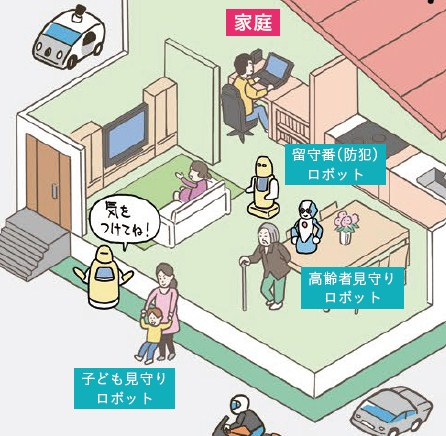 家庭
留守番(防犯)
ロボット
気を
つけてね!
高齢者見守り
ロボット
子ども見守り
ロボット